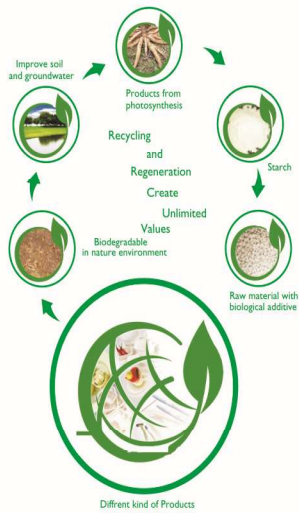 Improve soil
and groundwater
Products from
photosynthesis
Recycling
and
Regeneration
Create
Unlimited
Values
Starch
Biodegradable
in nature environment
Raw material with
biological additive
Diffrent kind of Products